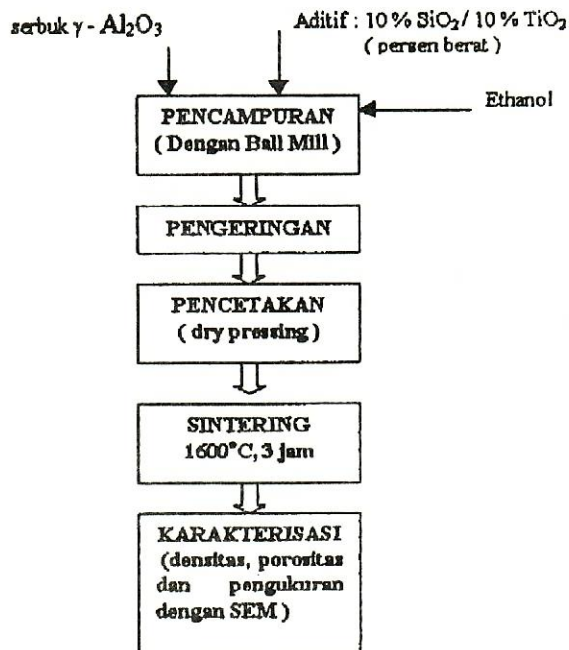 serbuk γ - Al₂O₃
Aditif : 10 % SiO₂/ 10 % TiO₂
( persen berat )
Ethanol
PENCAMPURAN
( Dengan Ball Mill )
PENGERINGAN
PENCETAKAN
( dry pressing )
SINTERING
1600°C, 3 jam
KARAKTERISASI
(densitas, porositas
dan pengukuran
dengan SEM )